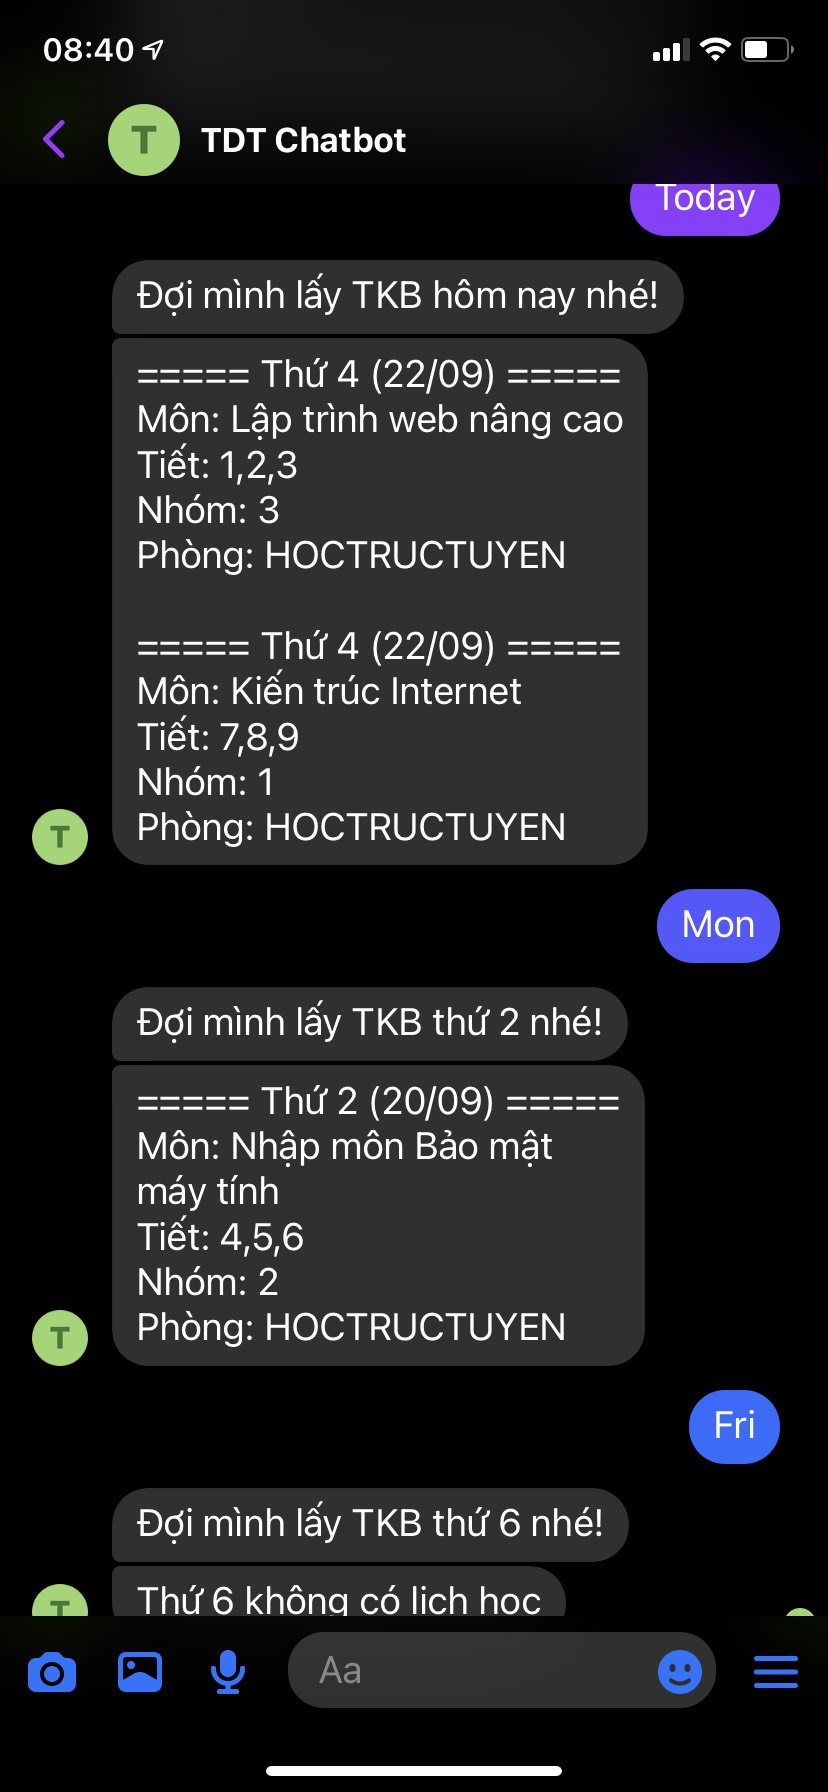 08:40
T TDT Chatbot
Today
Đợi mình lấy TKB hôm nay nhé!
===== Thứ 4 (22/09) =====
Môn: Lập trình web nâng cao
Tiết: 1,2,3
Nhóm: 3
Phòng: HOCTRUCTUYEN
===== Thứ 4 (22/09) =====
Môn: Kiến trúc Internet
Tiết: 7,8,9
Nhóm: 1
Phòng: HOCTRUCTUYEN
T
Mon
Đợi mình lấy TKB thứ 2 nhé!
===== Thứ 2 (20/09) =====
Môn: Nhập môn Bảo mật
máy tính
Tiết: 4,5,6
Nhóm: 2
Phòng: HOCTRUCTUYEN
T
Fri
Đợi mình lấy TKB thứ 6 nhé!
Thứ 6 không có lịch học
T
Aa